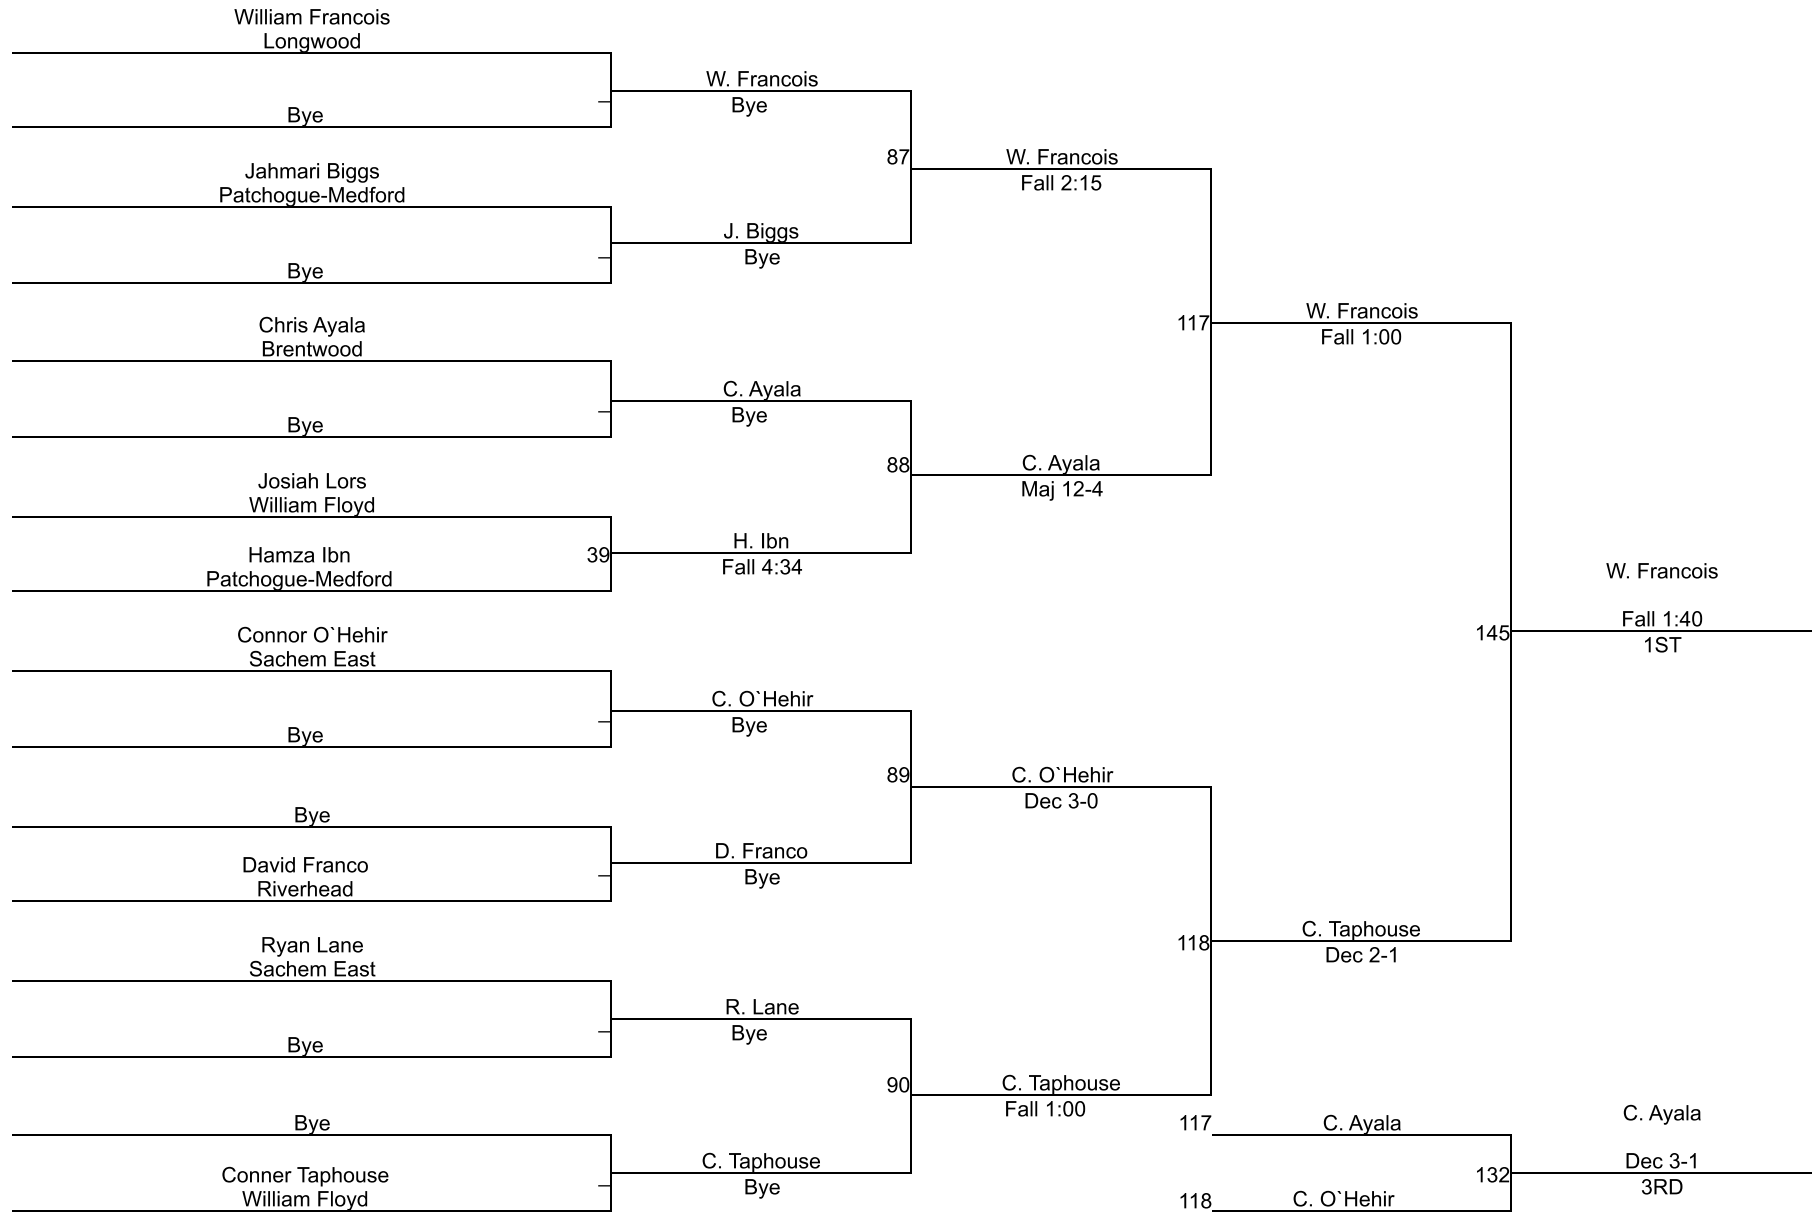 William Francois
Longwood
Bye
W. Francois
Bye
Jahmari Biggs
Patchogue-Medford
Bye
J. Biggs
Bye
87
W. Francois
Fall 2:15
Chris Ayala
Brentwood
Bye
C. Ayala
Bye
Josiah Lors
William Floyd
Hamza Ibn
Patchogue-Medford
39
H. Ibn
Fall 4:34
88
C. Ayala
Maj 12-4
117
W. Francois
Fall 1:00
Connor O`Hehir
Sachem East
Bye
C. O`Hehir
Bye
Bye
David Franco
Riverhead
D. Franco
Bye
89
C. O`Hehir
Dec 3-0
Ryan Lane
Sachem East
Bye
R. Lane
Bye
Bye
Conner Taphouse
William Floyd
C. Taphouse
Bye
90
C. Taphouse
Fall 1:00
118
C. Taphouse
Dec 2-1
145
W. Francois
Fall 1:40
1ST
117
C. Ayala
118
C. O`Hehir
132
C. Ayala
Dec 3-1
3RD